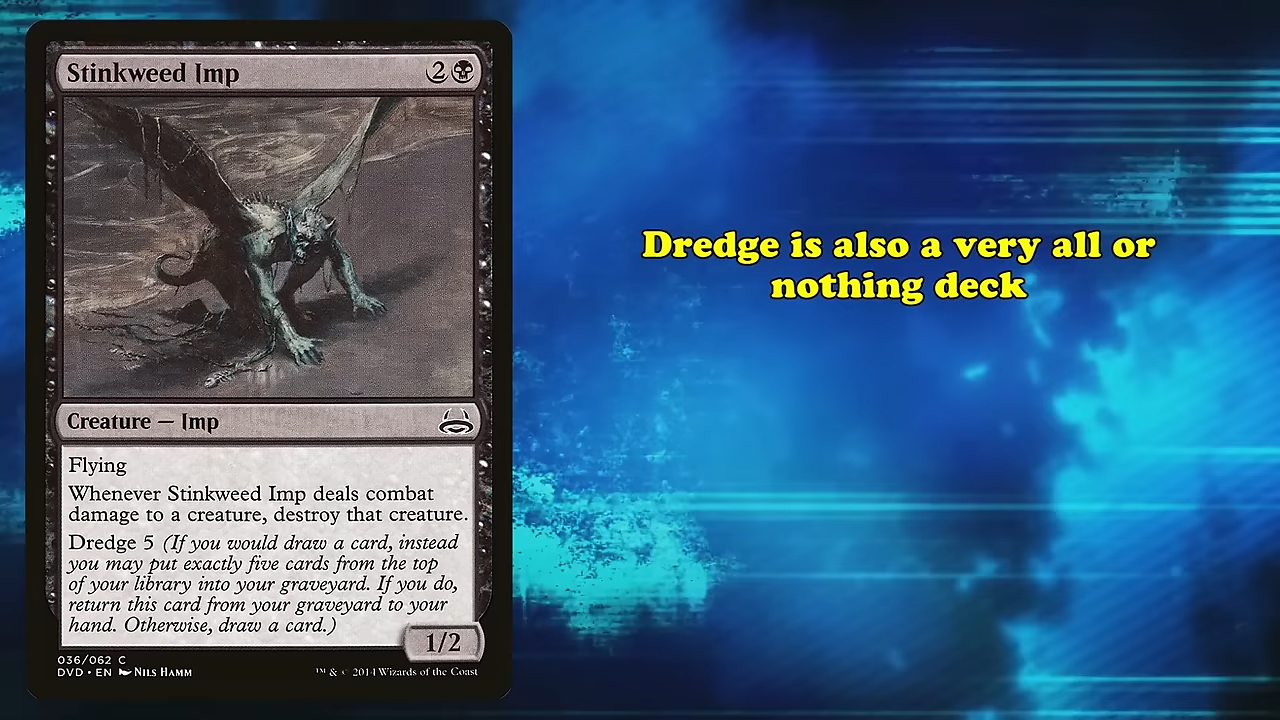 Stinkweed Imp 2
Dredge is also a very all or
nothing deck
Creature — Imp
Flying
Whenever Stinkweed Imp deals combat
damage to a creature, destroy that creature.
Dredge 5 (If you would draw a card, instead
you may put exactly five cards from the top
of your library into your graveyard. If you do,
return this card from your graveyard to your
hand. Otherwise, draw a card.)
1/2
036/062 C
DVD • EN Nils Hamm
™ & © 2014 Wizards of the Coast